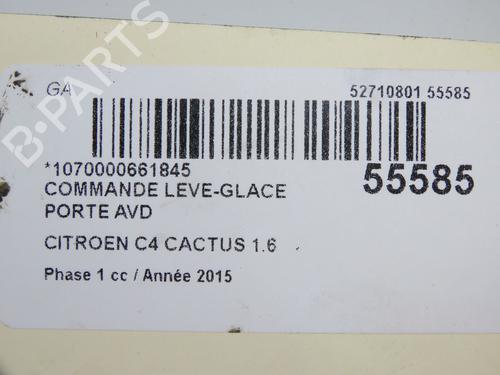 GA
52710801 55585
*1070000661845
55585
COMMANDE LEVE-GLACE
PORTE AVD
CITROEN C4 CACTUS 1.6
Phase 1 cc / Année 2015
B-PARTS